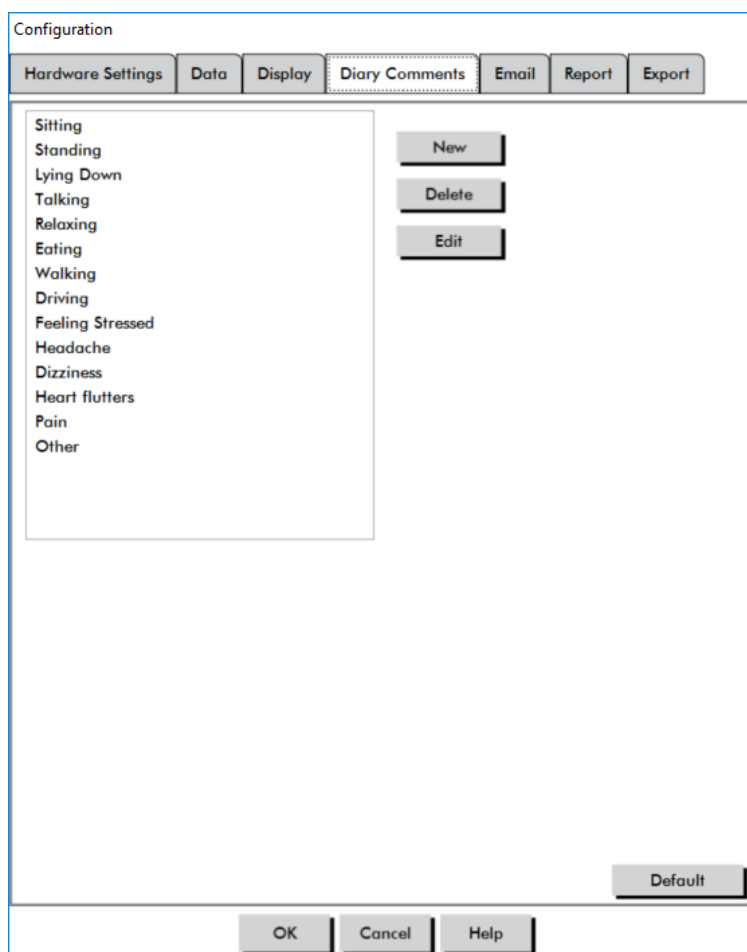 Configuration
Hardware Settings Data Display Diary Comments Email Report Export
Sitting
Standing
Lying Down
Talking
Relaxing
Eating
Walking
Driving
Feeling Stressed
Headache
Dizziness
Heart flutters
Pain
Other
New
Delete
Edit
Default
OK Cancel Help